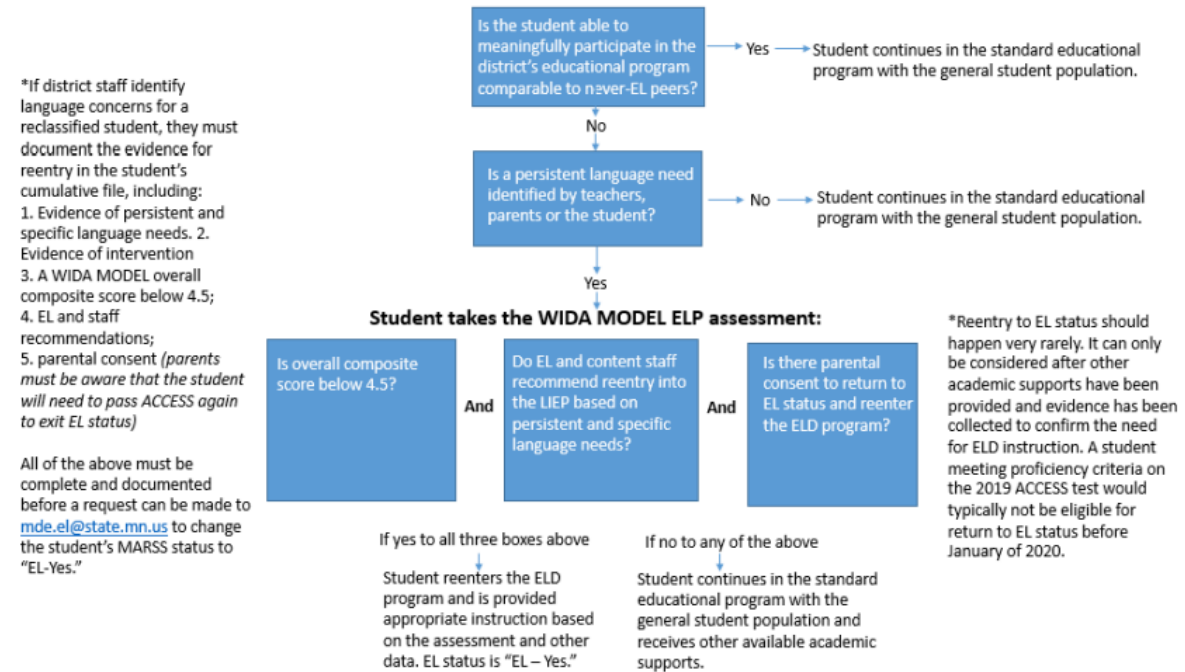 Is the student able to
meaningfully participate in the
district's educational program
comparable to never-EL peers?
Yes
Student continues in the standard educational
program with the general student population.
No
Is a persistent language need
identified by teachers,
parents or the student?
No
Student continues in the standard educational
program with the general student population.
Yes
Student takes the WIDA MODEL ELP assessment:
Is overall composite
score below 4.5?
And
Do EL and content staff
recommend reentry into
the LIEP based on
persistent and specific
language needs?
And
Is there parental
consent to return to
EL status and reenter
the ELD program?
If yes to all three boxes above
Student reenters the ELD
program and is provided
appropriate instruction based
on the assessment and other
data. EL status is “EL – Yes.”
If no to any of the above
Student continues in the standard
educational program with the
general student population and
receives other available academic
supports.
*If district staff identify
language concerns for a
reclassified student, they must
document the evidence for
reentry in the student's
cumulative file, including:
1. Evidence of persistent and
specific language needs. 2.
Evidence of intervention
3. A WIDA MODEL overall
composite score below 4.5;
4. EL and staff
recommendations;
5. parental consent (parents
must be aware that the student
will need to pass ACCESS again
to exit EL status)
All of the above must be
complete and documented
before a request can be made to
mde.el@state.mn.us to change
the student's MARSS status to
“EL-Yes.”
*Reentry to EL status should
happen very rarely. It can only
be considered after other
academic supports have been
provided and evidence has been
collected to confirm the need
for ELD instruction. A student
meeting proficiency criteria on
the 2019 ACCESS test would
typically not be eligible for
return to EL status before
January of 2020.